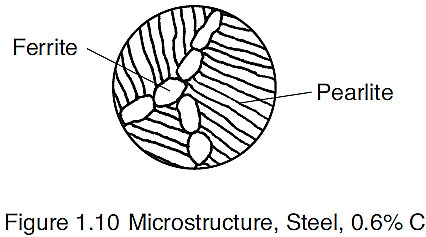 Ferrite
Pearlite
Figure 1.10 Microstructure, Steel, 0.6% C